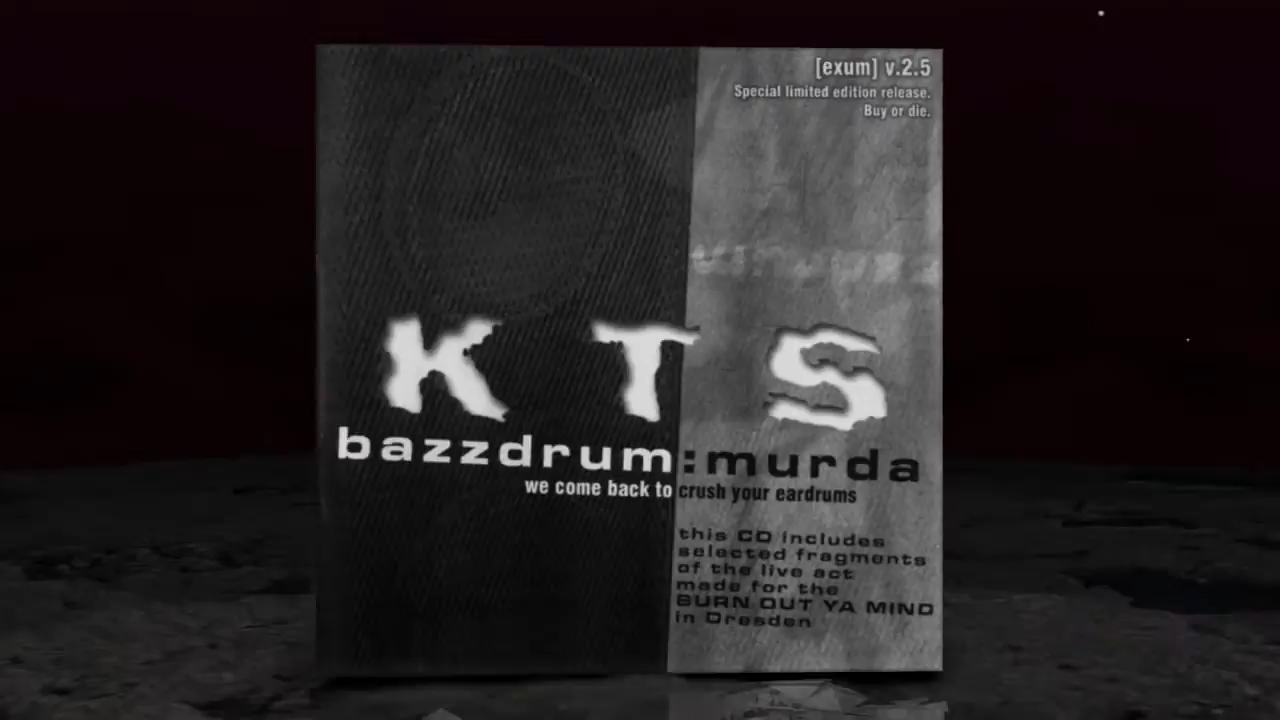 [exum] v.2.5
Special limited edition release.
Buy or die.
K T S
bazzdrum:murda
we come back to crush your eardrums
this CD includes
selected fragments
of the live act
made for the
BURN OUT YA MIND
in Dresden